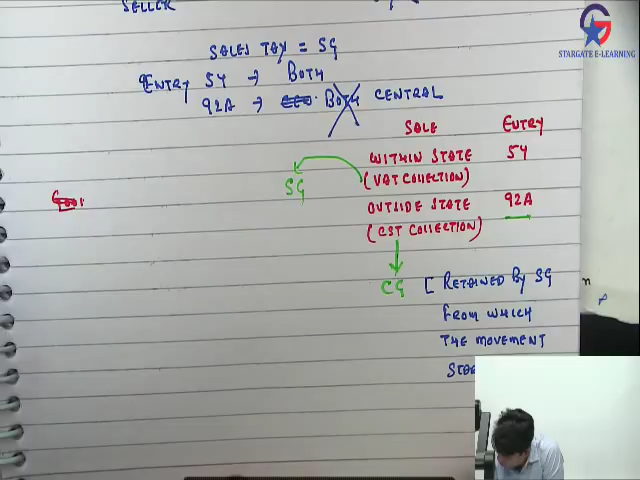 SELLER
STARGATE E-LEARNING
SALES TAX = SG
ENTRY 54 → BOTH
92A → BOTH CENTRAL
SALE ENTRY
WITHIN STATE 54
(VAT COLLECTION)
SG
OUTSIDE STATE 92A
(CST COLLECTION)
CG [ RETAINED BY SG
FROM WHICH
THE MOVEMENT